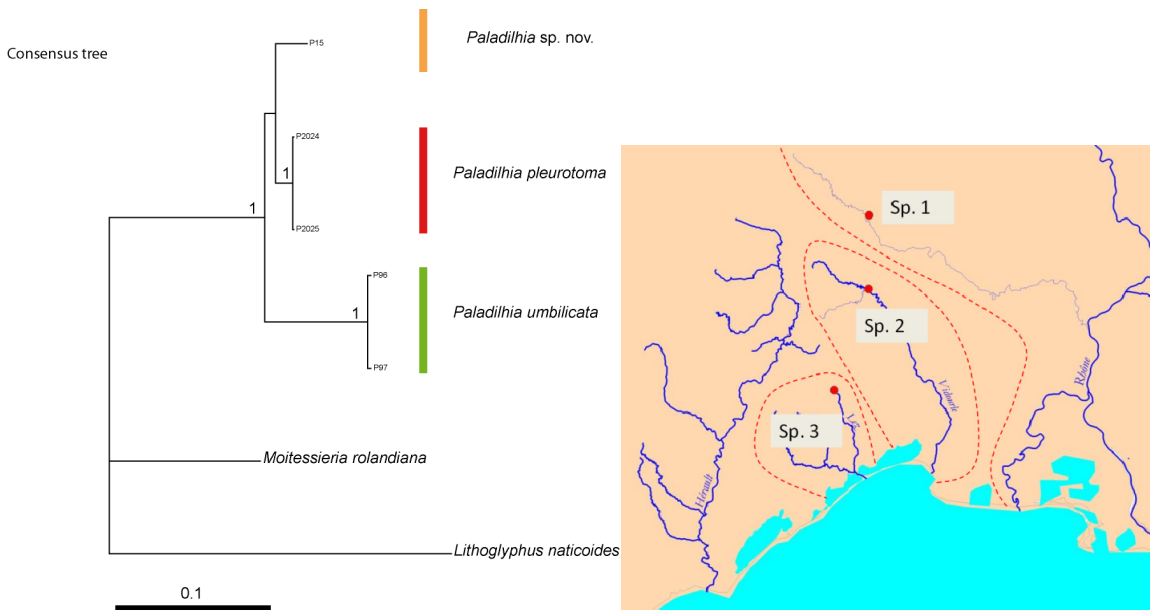 Consensus tree
P15
Paladilhia sp. nov.
P2024
1
Paladilhia pleurotoma
1
P2025
P96
1
Paladilhia umbilicata
P97
Moitessieria rolandiana
Lithoglyphus naticoides
0.1
Sp. 1
Sp. 2
Sp. 3
Vidourle
Rhône
Lez
Hérault